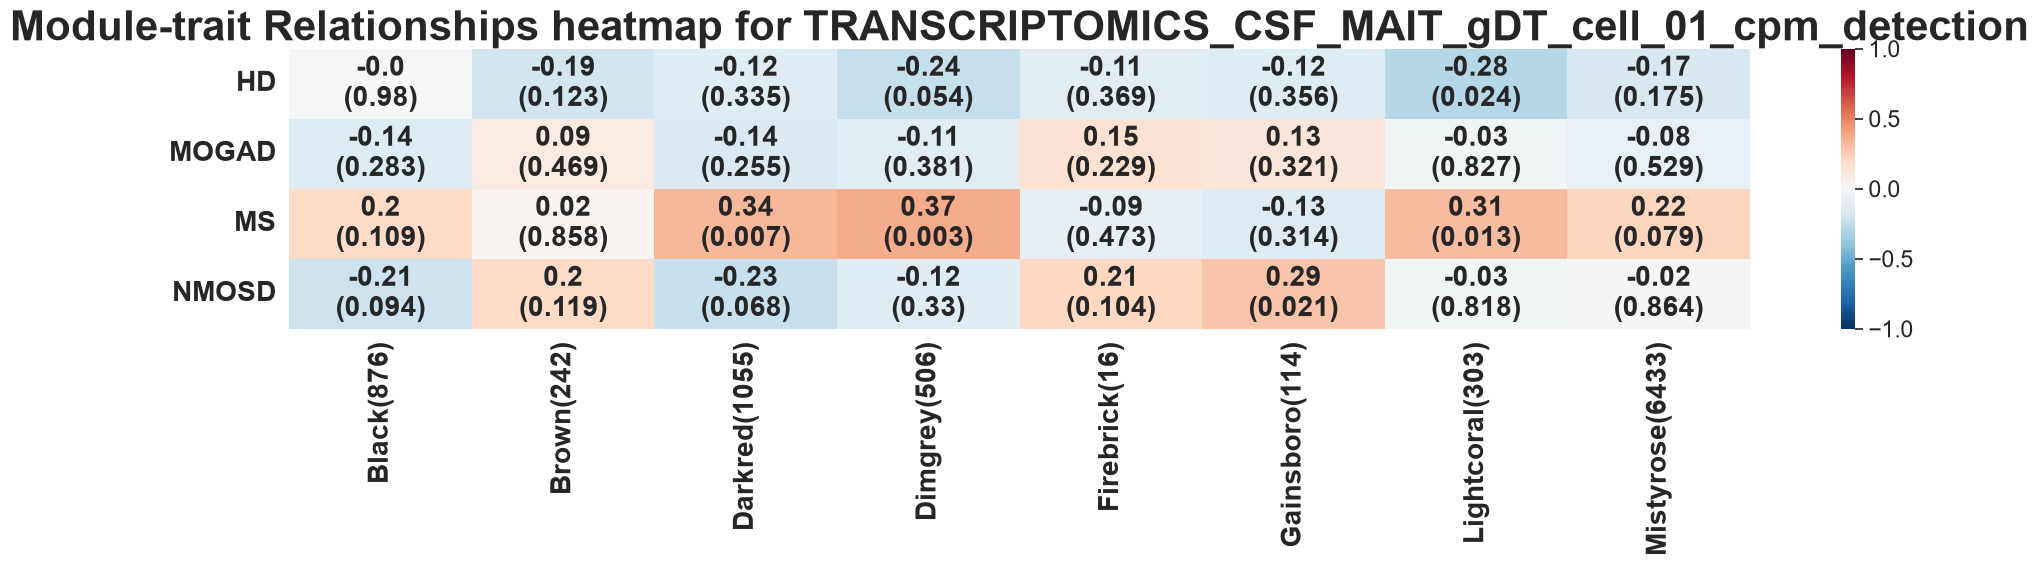 Module-trait Relationships heatmap for TRANSCRIPTOMICS_CSF_MAIT_gDT_cell_01_cpm_detection
HD
-0.0 -0.19 -0.12 -0.24 -0.11 -0.12 -0.28 -0.17
(0.98) (0.123) (0.335) (0.054) (0.369) (0.356) (0.024) (0.175)
MOGAD
-0.14 0.09 -0.14 -0.11 0.15 0.13 -0.03 -0.08
(0.283) (0.469) (0.255) (0.381) (0.229) (0.321) (0.827) (0.529)
MS
0.2 0.02 0.34 0.37 -0.09 -0.13 0.31 0.22
(0.109) (0.858) (0.007) (0.003) (0.473) (0.314) (0.013) (0.079)
NMOSD
-0.21 0.2 -0.23 -0.12 0.21 0.29 -0.03 -0.02
(0.094) (0.119) (0.068) (0.33) (0.104) (0.021) (0.818) (0.864)
Black(876)
Brown(242)
Darkred(1055)
Dimgrey(506)
Firebrick(16)
Gainsboro(114)
Lightcoral(303)
Mistyrose(6433)
1.0
0.5
0.0
−0.5
−1.0